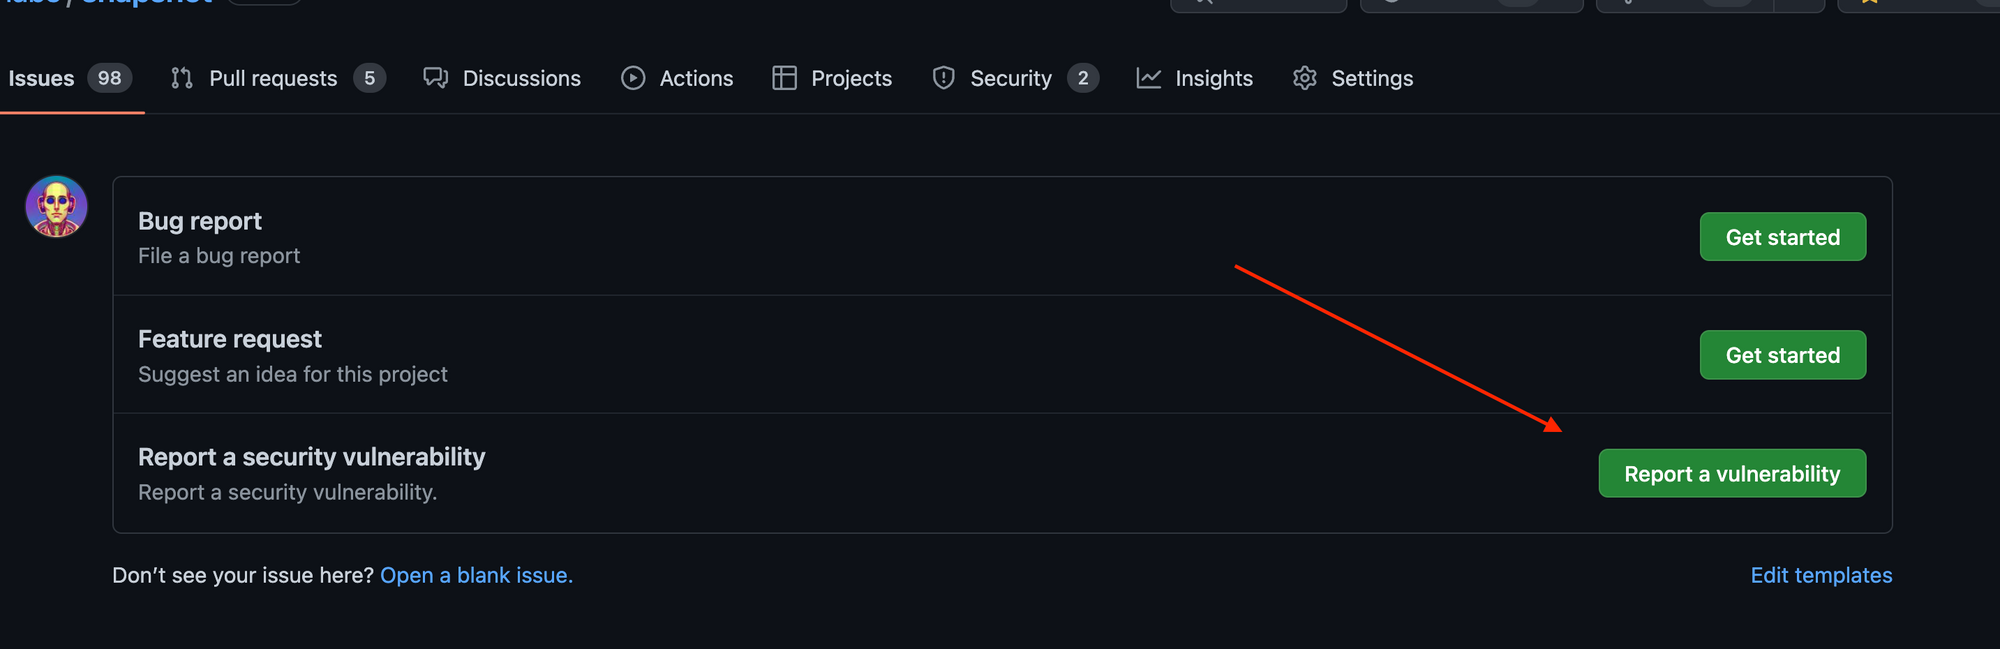 Issues 98 Pull requests 5 Discussions Actions Projects Security 2 Insights Settings
Bug report
File a bug report
Get started
Feature request
Suggest an idea for this project
Get started
Report a security vulnerability
Report a security vulnerability.
Report a vulnerability
Don’t see your issue here? Open a blank issue.
Edit templates